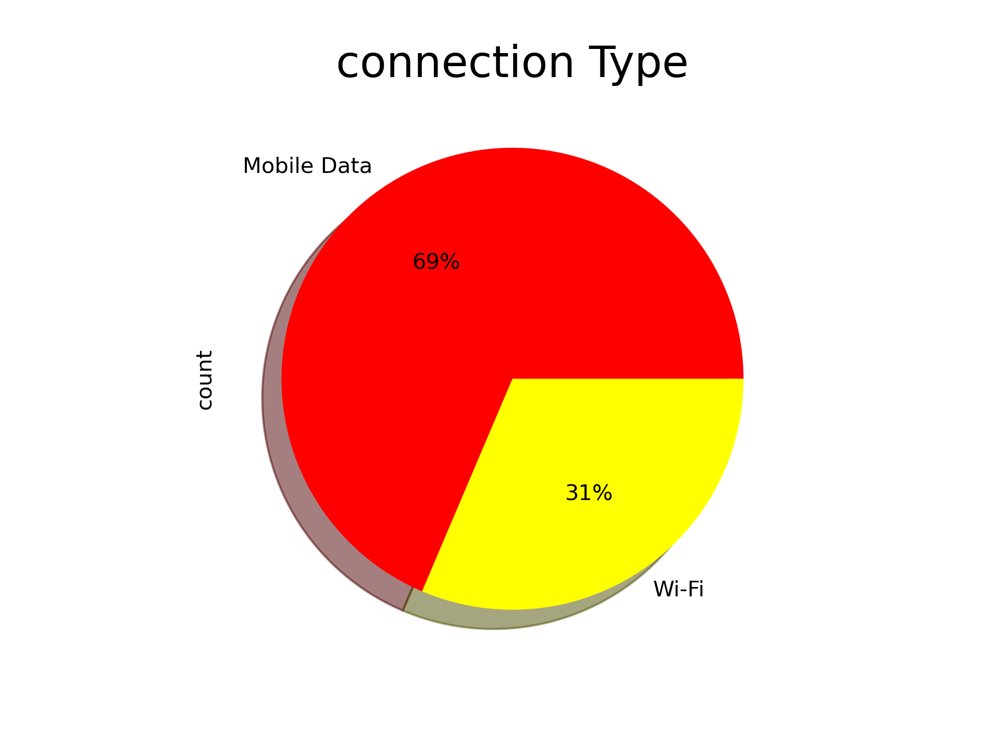 connection Type
Mobile Data
69%
count
31%
Wi-Fi